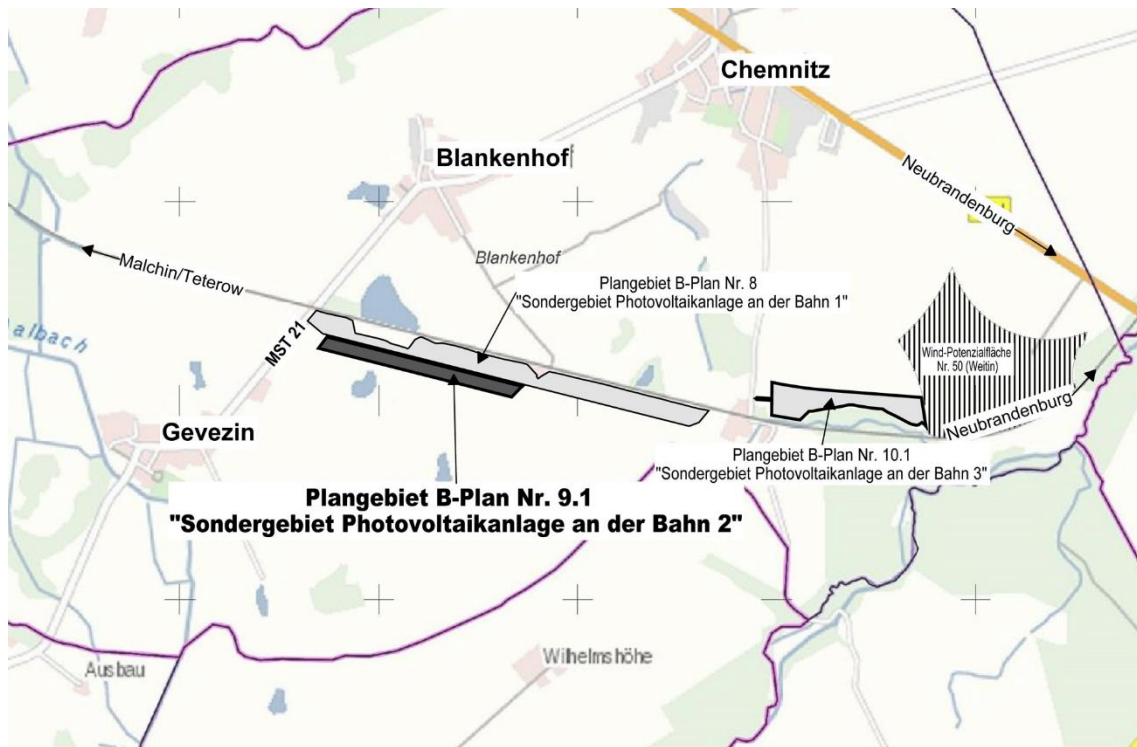 Chemnitz
Blankenhof
Neubrandenburg
Malchin/Teterow
Blankenhof
Plangebiet B-Plan Nr. 8
"Sondergebiet Photovoltaikanlage an der Bahn 1"
MST 21
albach
Wind-Potenzialfläche
Nr. 50 (Weitin)
Neubrandenburg
Gevezin
Plangebiet B-Plan Nr. 10.1
"Sondergebiet Photovoltaikanlage an der Bahn 3"
Plangebiet B-Plan Nr. 9.1
"Sondergebiet Photovoltaikanlage an der Bahn 2"
Ausbau
Wilhelmshöhe